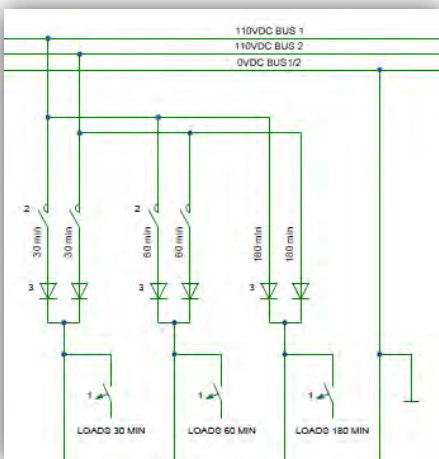 110VDC BUS 1
110VDC BUS 2
0VDC BUS1/2
2
30 min
30 min
2
60 min
60 min
180 min
180 min
3
3
3
1
1
1
LOADS 30 MIN
LOADS 60 MIN
LOADS 180 MIN